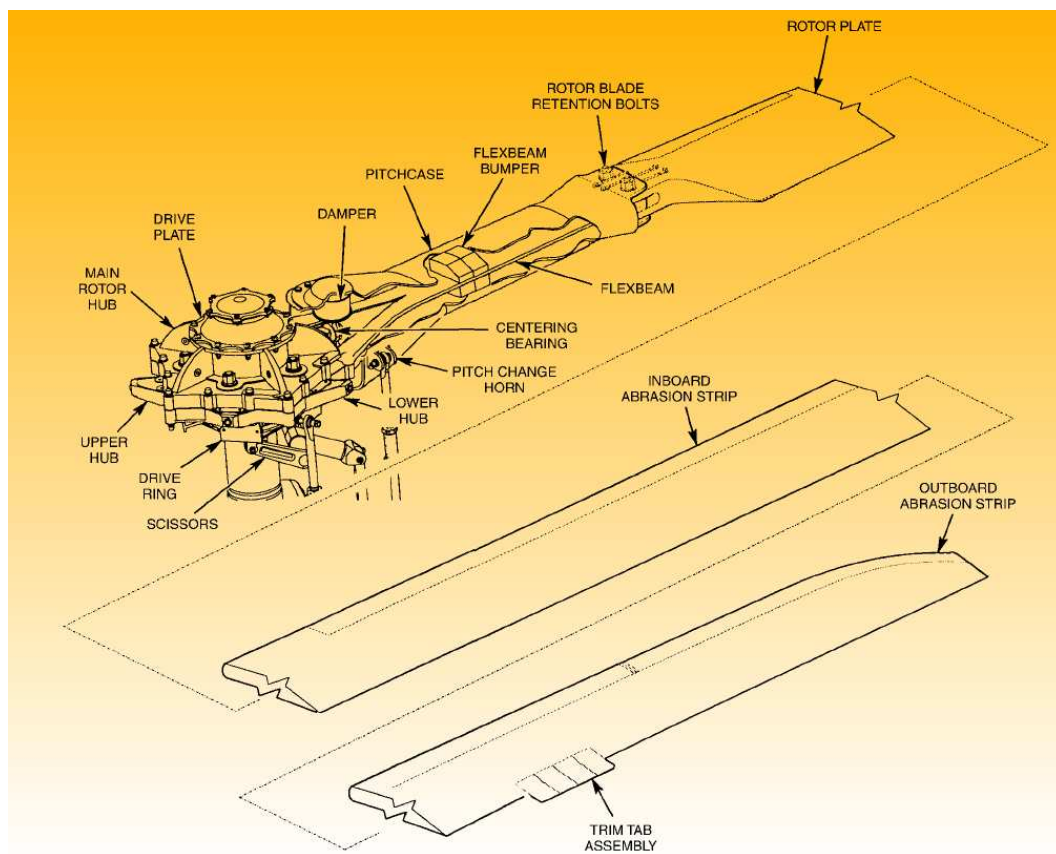 ROTOR PLATE
ROTOR BLADE
RETENTION BOLTS
FLEXBEAM
BUMPER
PITCHCASE
DAMPER
DRIVE
PLATE
MAIN
ROTOR
HUB
FLEXBEAM
CENTERING
BEARING
PITCH CHANGE
HORN
INBOARD
ABRASION STRIP
LOWER
HUB
UPPER
HUB
DRIVE
RING
SCISSORS
OUTBOARD
ABRASION STRIP
TRIM TAB
ASSEMBLY